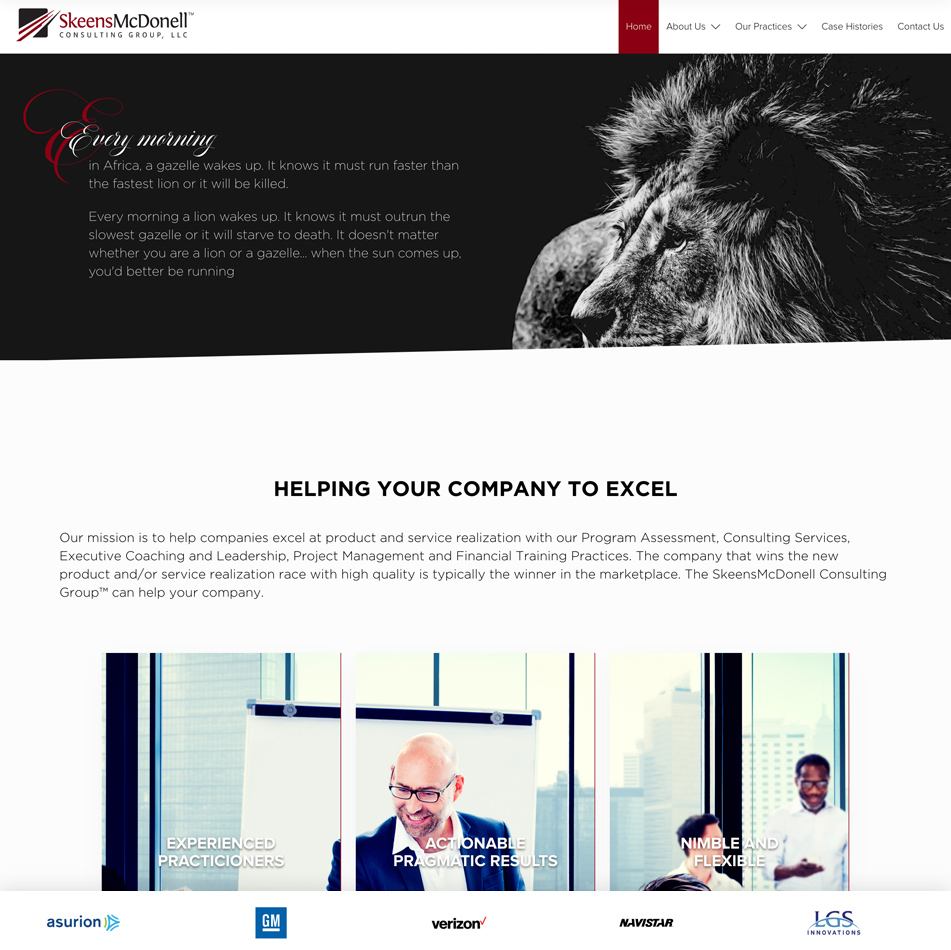 SkeensMcDonell™
CONSULTING GROUP, LLC
Home About Us Our Practices Case Histories Contact Us
Every morning
in Africa, a gazelle wakes up. It knows it must run faster than
the fastest lion or it will be killed.
Every morning a lion wakes up. It knows it must outrun the
slowest gazelle or it will starve to death. It doesn't matter
whether you are a lion or a gazelle... when the sun comes up,
you'd better be running
HELPING YOUR COMPANY TO EXCEL
Our mission is to help companies excel at product and service realization with our Program Assessment, Consulting Services,
Executive Coaching and Leadership, Project Management and Financial Training Practices. The company that wins the new
product and/or service realization race with high quality is typically the winner in the marketplace. The SkeensMcDonell Consulting
Group™ can help your company.
EXPERIENCED
PRACTICIONERS
ACTIONABLE
PRAGMATIC RESULTS
NIMBLE AND
FLEXIBLE
asurion
GM
verizon
NAVISTAR
LGS
INNOVATIONS